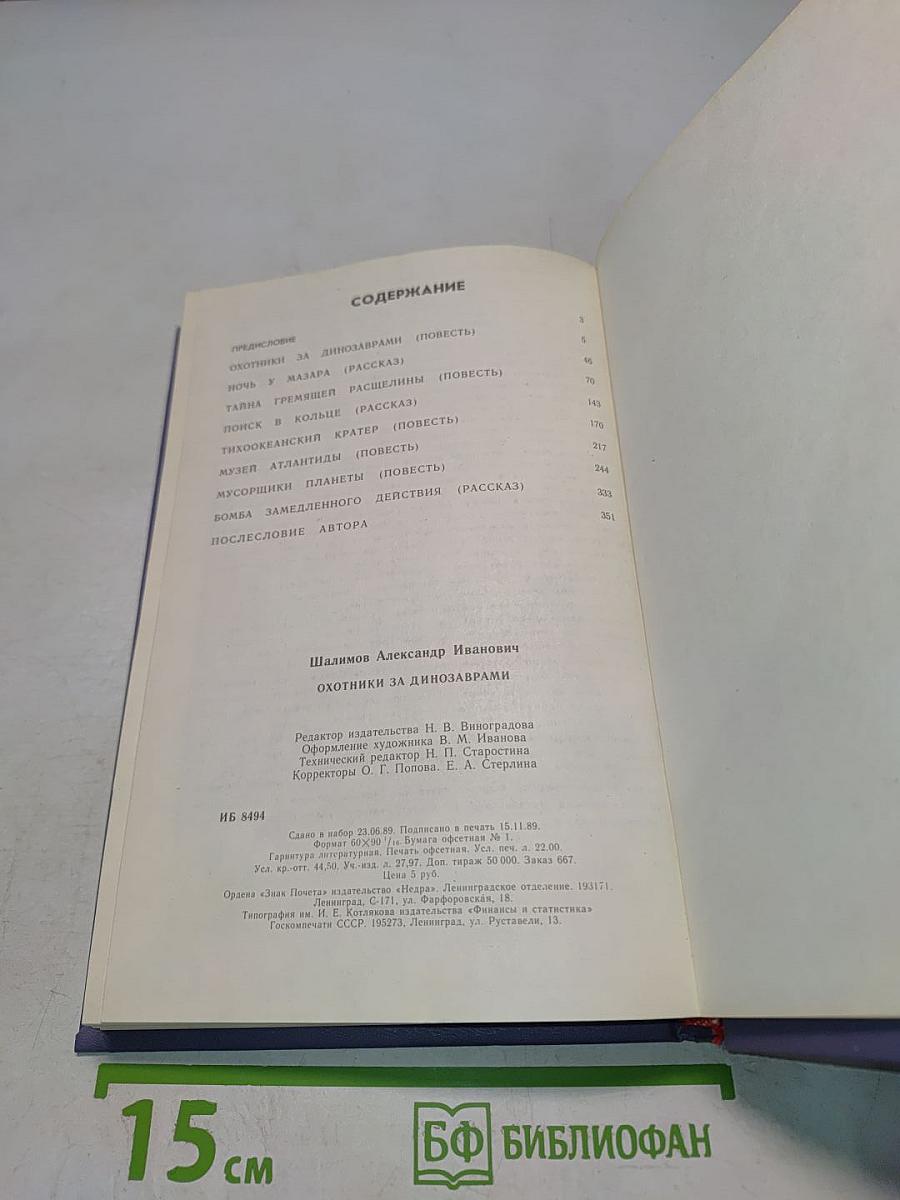 СОДЕРЖАНИЕ
ПРЕДИСЛОВИЕ 3
ОХОТНИКИ ЗА ДИНОЗАВРАМИ (ПОВЕСТЬ) 5
НОЧЬ У МАЗАРА (РАССКАЗ) 46
ТАЙНА ГРЕМЯЩЕЙ РАСЩЕЛИНЫ (ПОВЕСТЬ) 70
ПОИСК В КОЛЬЦЕ (РАССКАЗ) 143
ТИХООКЕАНСКИЙ КРАТЕР (ПОВЕСТЬ) 170
МУЗЕЙ АТЛАНТИДЫ (ПОВЕСТЬ) 217
МУСОРЩИКИ ПЛАНЕТЫ (ПОВЕСТЬ) 244
БОМБА ЗАМЕДЛЕННОГО ДЕЙСТВИЯ (РАССКАЗ) 333
ПОСЛЕСЛОВИЕ АВТОРА 351
Шалимов Александр Иванович
ОХОТНИКИ ЗА ДИНОЗАВРАМИ
Редактор издательства Н. В. Виноградова
Оформление художника В. М. Иванова
Технический редактор Н. П. Старостина
Корректоры О. Г. Попова. Е. А. Стерлина
ИБ 8494
Сдано в набор 23.06.89. Подписано в печать 15.11.89.
Формат 60×90 1/16. Бумага офсетная № 1.
Гарнитура литературная. Печать офсетная. Усл. печ. л. 22.00.
Усл. кр.-отт. 44,50. Уч.-изд. л. 27,97. Доп. тираж 50 000. Заказ 667.
Цена 5 руб.
Ордена «Знак Почета» издательство «Недра». Ленинградское отделение. 193171,
Ленинград, С-171, ул. Фарфоровская, 18.
Типография им. И. Е. Котлякова издательства «Финансы и статистика»
Госкомпечати СССР. 195273, Ленинград, ул. Руставели, 13.
15 см
БФ БИБЛИОФАН